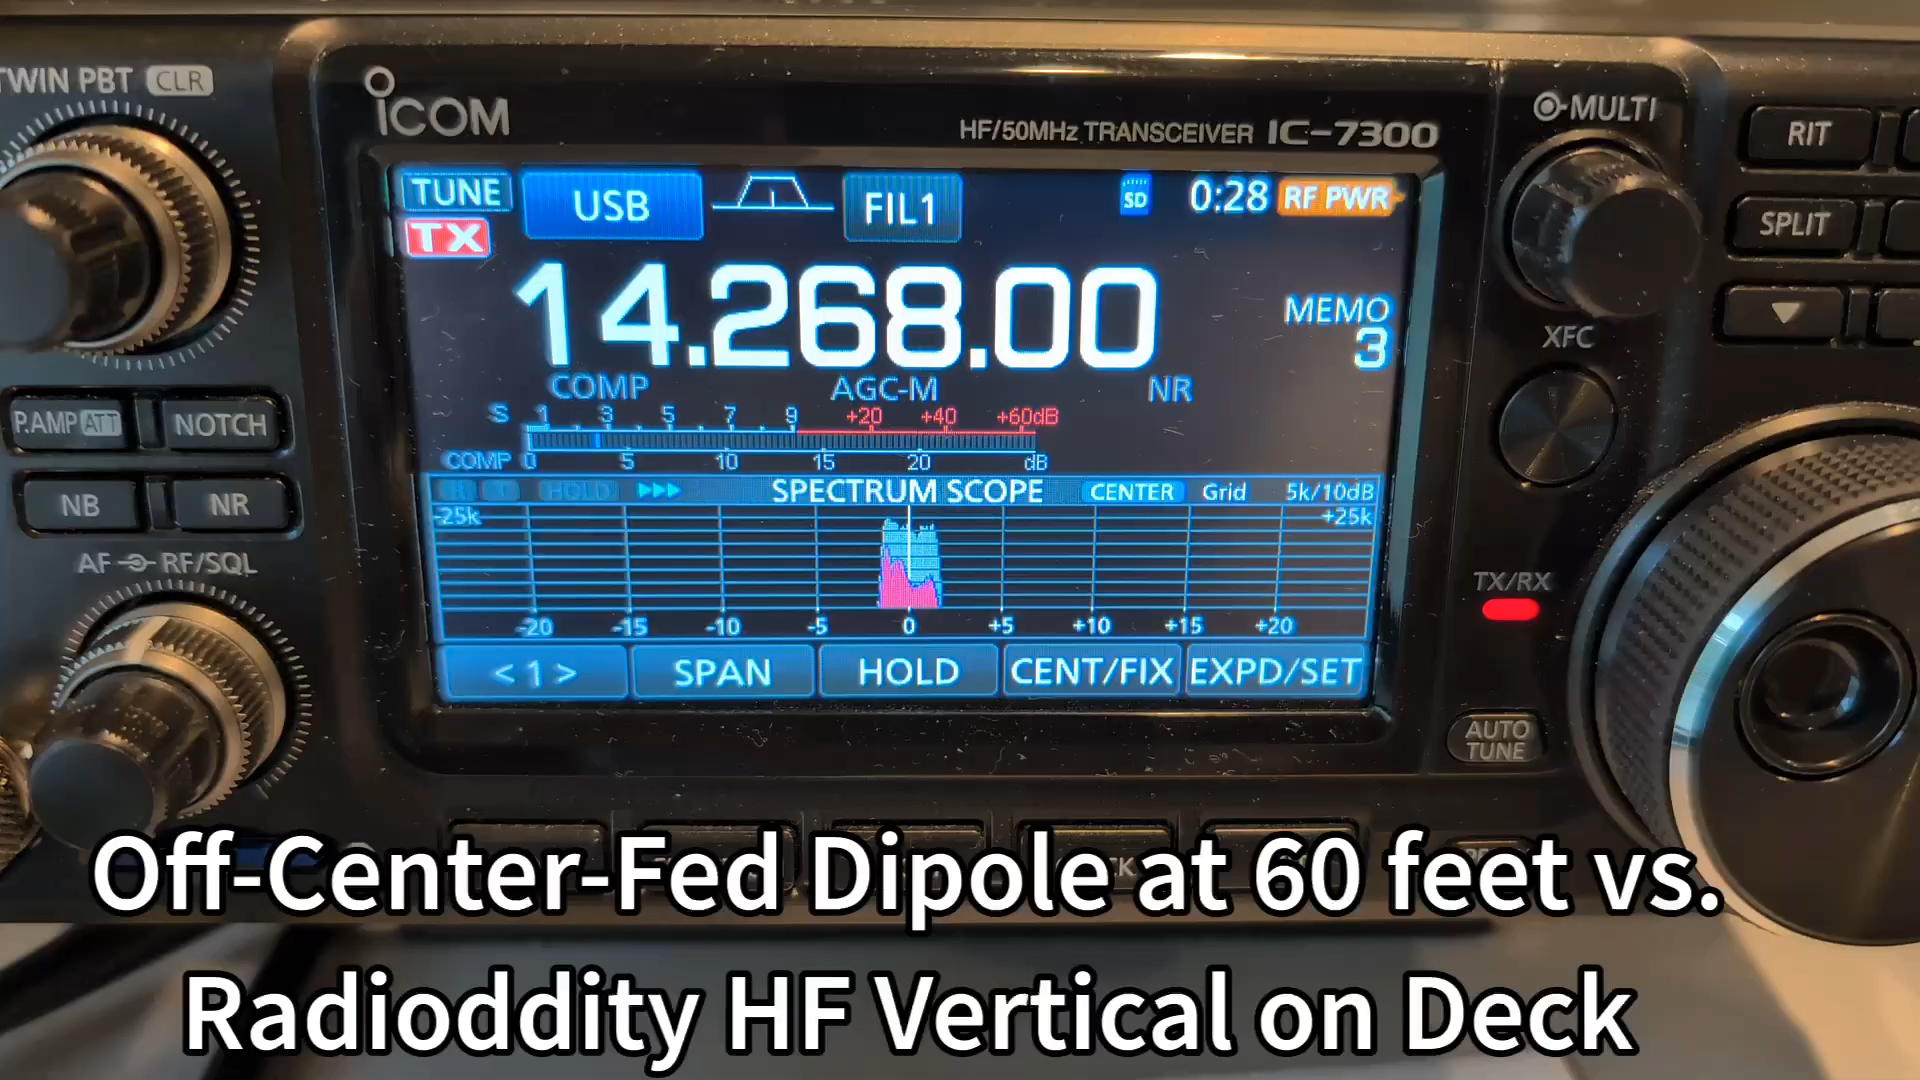 TWIN PBT CLR
ICOM
HF/50MHz TRANSCEIVER IC-7300
MULTI
RIT
TUNE USB FIL1 SD 0:28 RF PWR
TX
SPLIT
14.268.00
MEMO
3
XFC
COMP AGC-M NR
S 1 3 5 7 9 +20 +40 +60dB
P.AMP ATT NOTCH
COMP 0 5 10 15 20 dB
HOLD SPECTRUM SCOPE CENTER Grid 5k/10dB
NB NR
-25k +25k
AF RF/SQL
TX/RX
-20 -15 -10 -5 0 +5 +10 +15 +20
< 1 > SPAN HOLD CENT/FIX EXPD/SET
AUTO
TUNE
Off-Center-Fed Dipole at 60 feet vs.
Radioddity HF Vertical on Deck